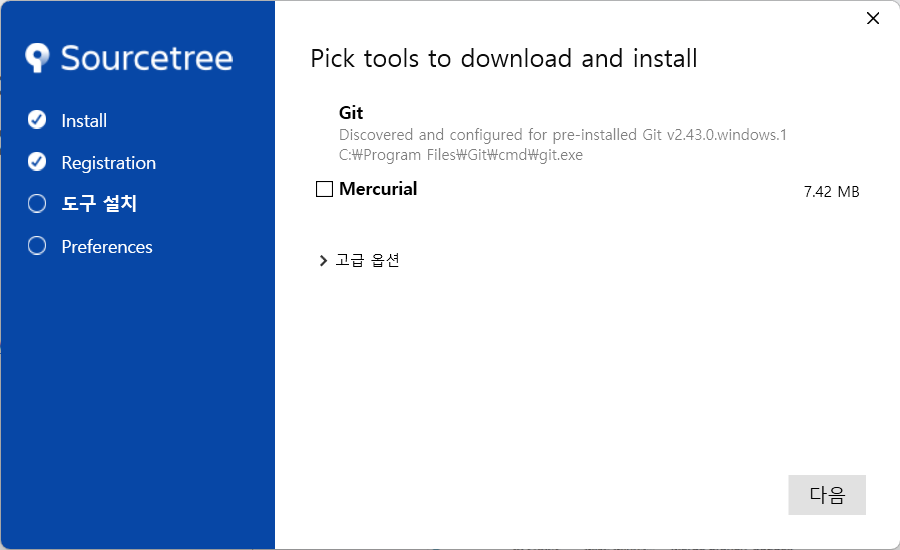 Sourcetree
Install
Registration
도구 설치
Preferences
Pick tools to download and install
Git
Discovered and configured for pre-installed Git v2.43.0.windows.1
C:₩Program Files₩Git₩cmd₩git.exe
Mercurial 7.42 MB
고급 옵션
다음